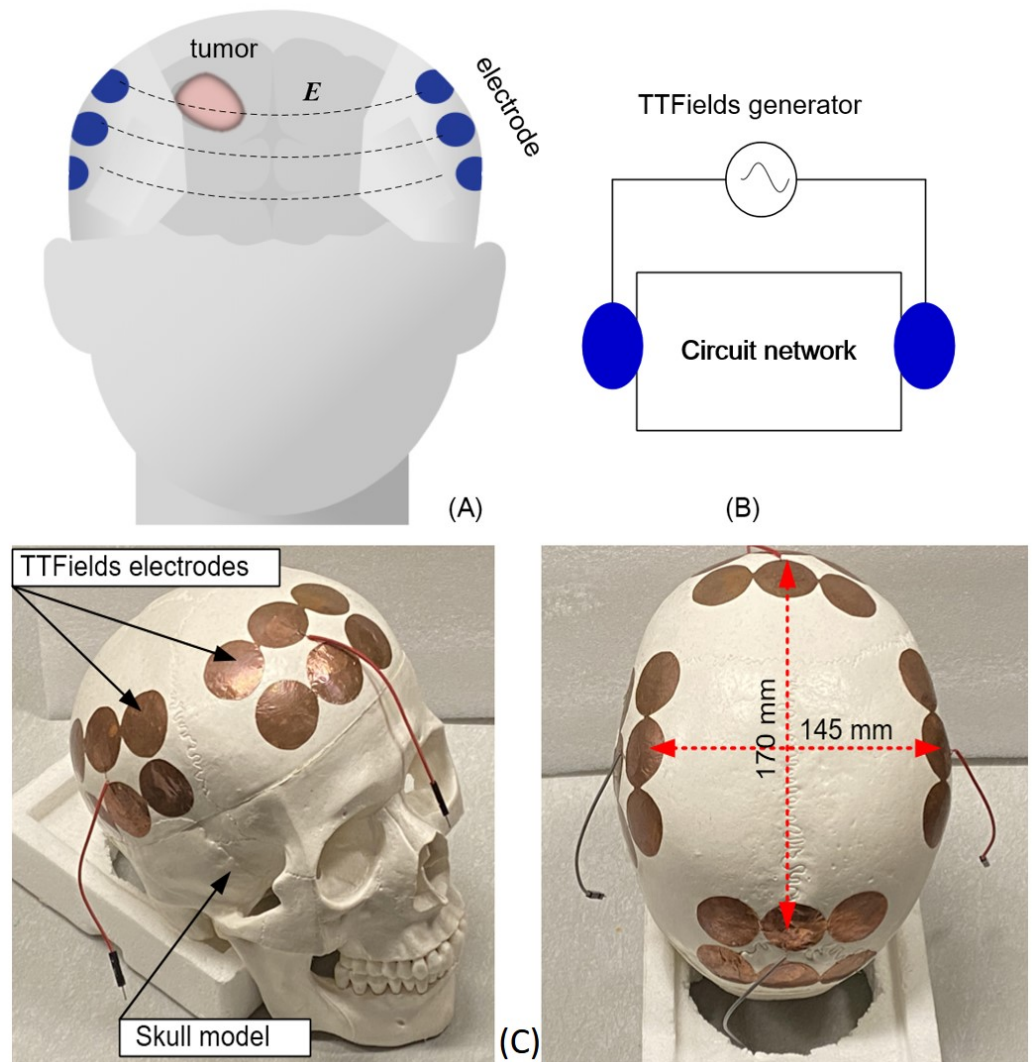 tumor
E
electrode
(A)
TTFields generator
Circuit network
(B)
TTFields electrodes
Skull model
(C)
170 mm
145 mm